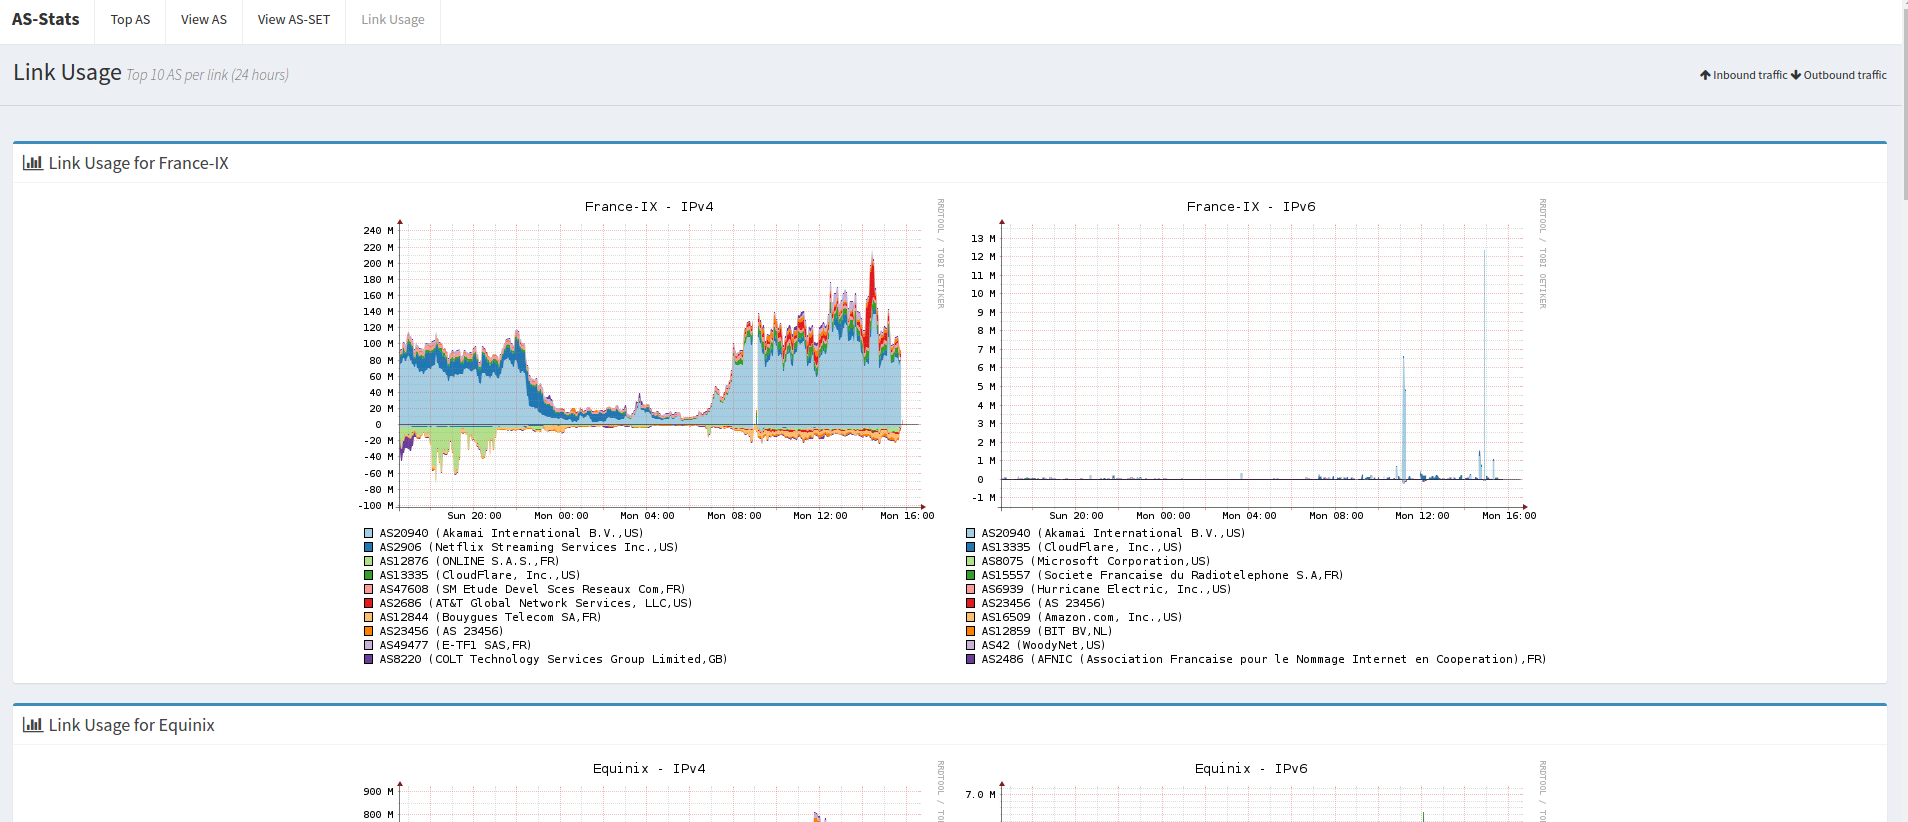 AS-Stats Top AS View AS View AS-SET Link Usage
Link Usage Top 10 AS per link (24 hours) Inbound traffic Outbound traffic
Link Usage for France-IX
France-IX - IPv4
RRDTOOL / TOBI OETIKER
240 M
220 M
200 M
180 M
160 M
140 M
120 M
100 M
80 M
60 M
40 M
20 M
0
-20 M
-40 M
-60 M
-80 M
-100 M
Sun 20:00 Mon 00:00 Mon 04:00 Mon 08:00 Mon 12:00 Mon 16:00
AS20940 (Akamai International B.V.,US)
AS2906 (Netflix Streaming Services Inc.,US)
AS12876 (ONLINE S.A.S.,FR)
AS13335 (CloudFlare, Inc.,US)
AS47608 (SM Etude Devel Sces Reseaux Com,FR)
AS2686 (AT&T Global Network Services, LLC,US)
AS12844 (Bouygues Telecom SA,FR)
AS23456 (AS 23456)
AS49477 (E-TF1 SAS,FR)
AS8220 (COLT Technology Services Group Limited,GB)
France-IX - IPv6
RRDTOOL / TOBI OETIKER
13 M
12 M
11 M
10 M
9 M
8 M
7 M
6 M
5 M
4 M
3 M
2 M
1 M
0
-1 M
Sun 20:00 Mon 00:00 Mon 04:00 Mon 08:00 Mon 12:00 Mon 16:00
AS20940 (Akamai International B.V.,US)
AS13335 (CloudFlare, Inc.,US)
AS8075 (Microsoft Corporation,US)
AS15557 (Societe Francaise du Radiotelephone S.A,FR)
AS6939 (Hurricane Electric, Inc.,US)
AS23456 (AS 23456)
AS16509 (Amazon.com, Inc.,US)
AS12859 (BIT BV,NL)
AS42 (WoodyNet,US)
AS2486 (AFNIC (Association Francaise pour le Nommage Internet en Cooperation),FR)
Link Usage for Equinix
Equinix - IPv4
RRDTOOL / TO
900 M
800 M
Equinix - IPv6
RRDTOOL / TO
7.0 M